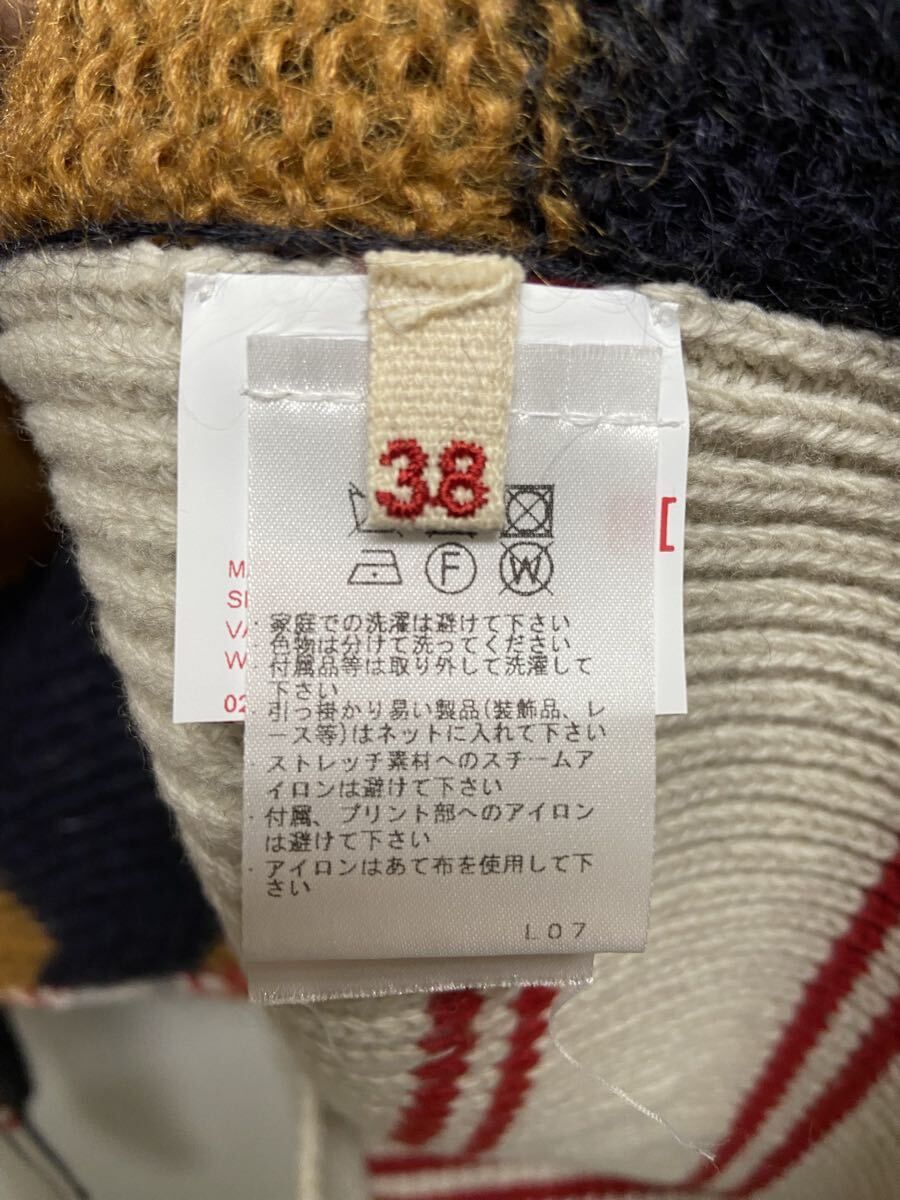 38
[
F
W
M
S
VA
W
02
・家庭での洗濯は避けて下さい
色物は分けて洗ってください
・付属品等は取り外して洗濯して
下さい
・引っ掛かり易い製品(装飾品、レ
ース等)はネットに入れて下さい
・ストレッチ素材へのスチームア
イロンは避けて下さい
・付属、プリント部へのアイロン
は避けて下さい
・アイロンはあて布を使用して下
さい
L07